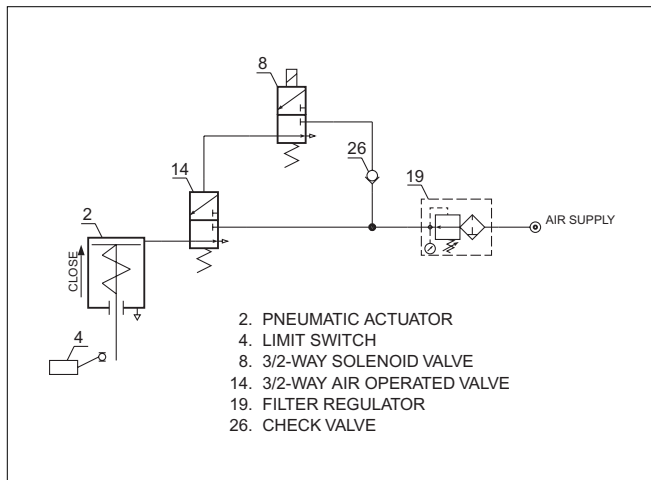 8
26
14
19
AIR SUPPLY
2
CLOSE
4
2. PNEUMATIC ACTUATOR
4. LIMIT SWITCH
8. 3/2-WAY SOLENOID VALVE
14. 3/2-WAY AIR OPERATED VALVE
19. FILTER REGULATOR
26. CHECK VALVE